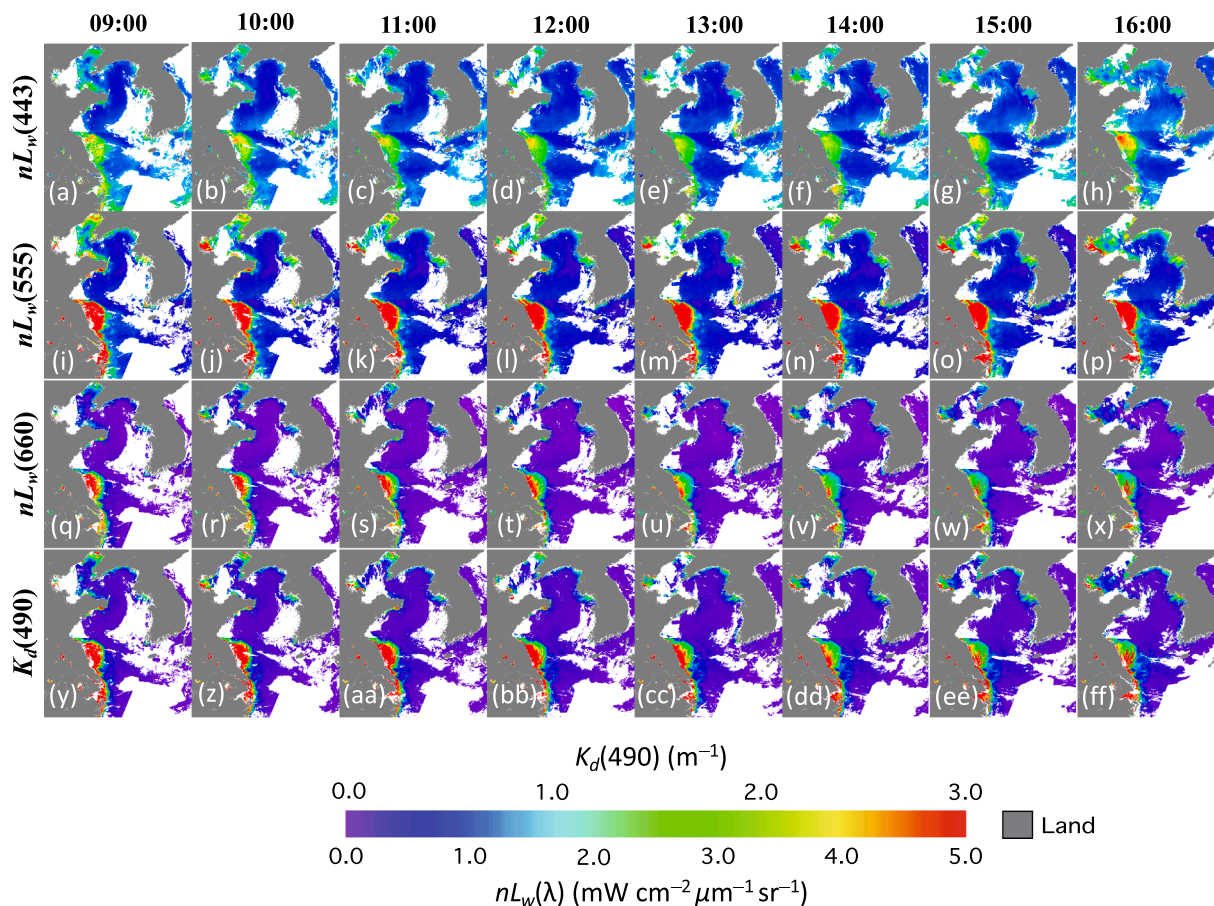 09:00 10:00 11:00 12:00 13:00 14:00 15:00 16:00
nLw(443)
(a) (b) (c) (d) (e) (f) (g) (h)
nLw(555)
(i) (j) (k) (l) (m) (n) (o) (p)
nLw(660)
(q) (r) (s) (t) (u) (v) (w) (x)
Kd(490)
(y) (z) (aa) (bb) (cc) (dd) (ee) (ff)
Kd(490) (m⁻¹)
0.0 1.0 2.0 3.0
Land
0.0 1.0 2.0 3.0 4.0 5.0
nLw(λ) (mW cm⁻² μm⁻¹ sr⁻¹)